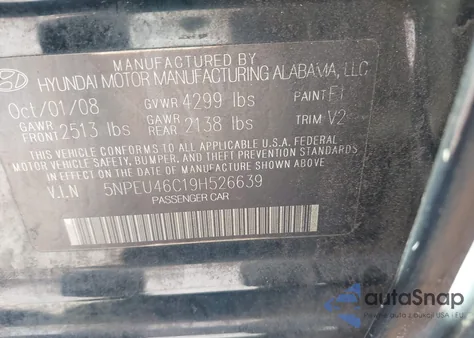 MANUFACTURED BY
HYUNDAI MOTOR MANUFACTURING ALABAMA, LLC
Oct/01/08 GVWR 4299 lbs PAINT F1
GAWR FRONT 2513 lbs GAWR REAR 2138 lbs TRIM V2
THIS VEHICLE CONFORMS TO ALL APPLICABLE FEDERAL
MOTOR VEHICLE SAFETY, BUMPER, AND THEFT PREVENTION
STANDARDS IN EFFECT ON THE DATE OF MANUFACTURE SHOWN ABOVE
V.I.N 5NPEU46C19H526639
PASSENGER CAR
autoSnap